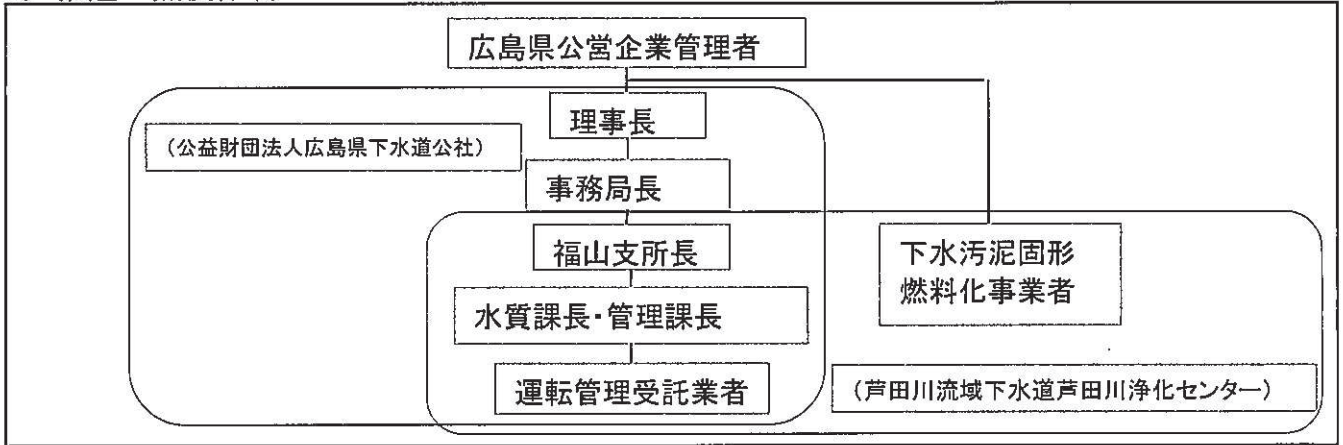 広島県公営企業管理者
理事長
(公益財団法人広島県下水道公社)
事務局長
福山支所長
下水汚泥固形
燃料化事業者
水質課長・管理課長
運転管理受託業者
(芦田川流域下水道芦田川浄化センター)